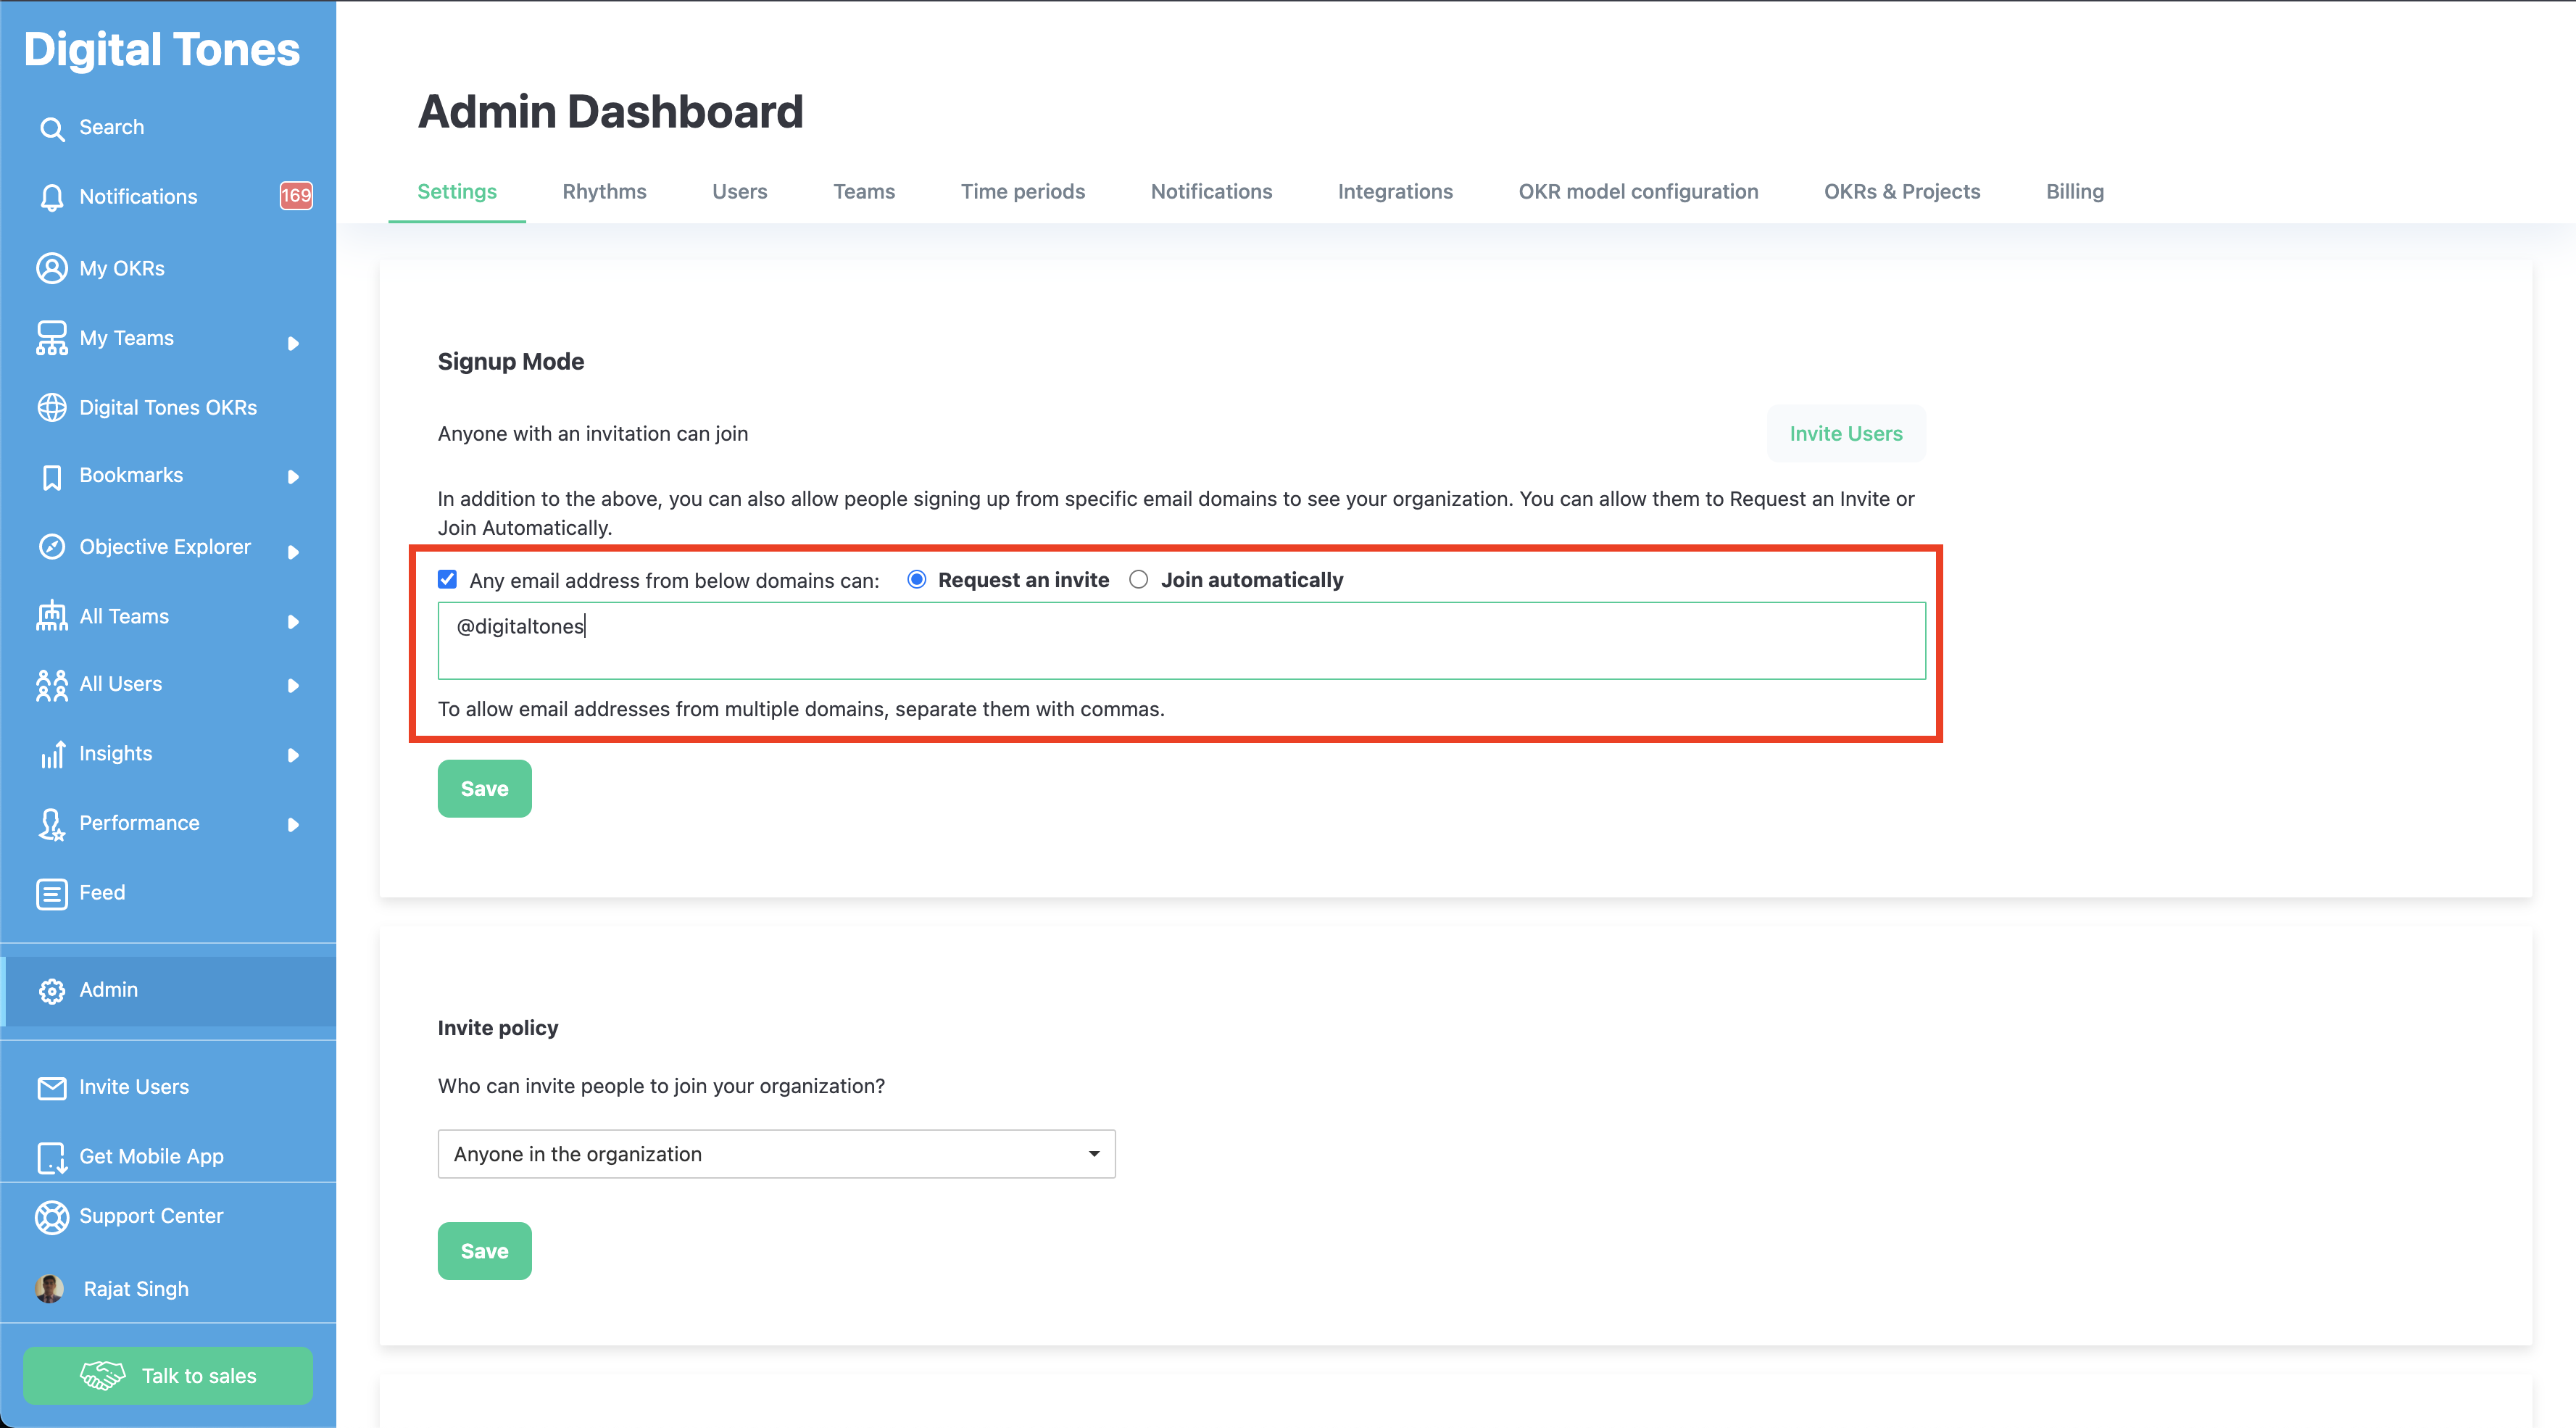 Digital Tones
Search
Notifications 169
My OKRs
My Teams
Digital Tones OKRs
Bookmarks
Objective Explorer
All Teams
All Users
Insights
Performance
Feed
Admin
Invite Users
Get Mobile App
Support Center
Rajat Singh
Talk to sales
Admin Dashboard
Settings Rhythms Users Teams Time periods Notifications Integrations OKR model configuration OKRs & Projects Billing
Signup Mode
Anyone with an invitation can join Invite Users
In addition to the above, you can also allow people signing up from specific email domains to see your organization. You can allow them to Request an Invite or
Join Automatically.
Any email address from below domains can: Request an invite Join automatically
@digitaltones
To allow email addresses from multiple domains, separate them with commas.
Save
Invite policy
Who can invite people to join your organization?
Anyone in the organization
Save